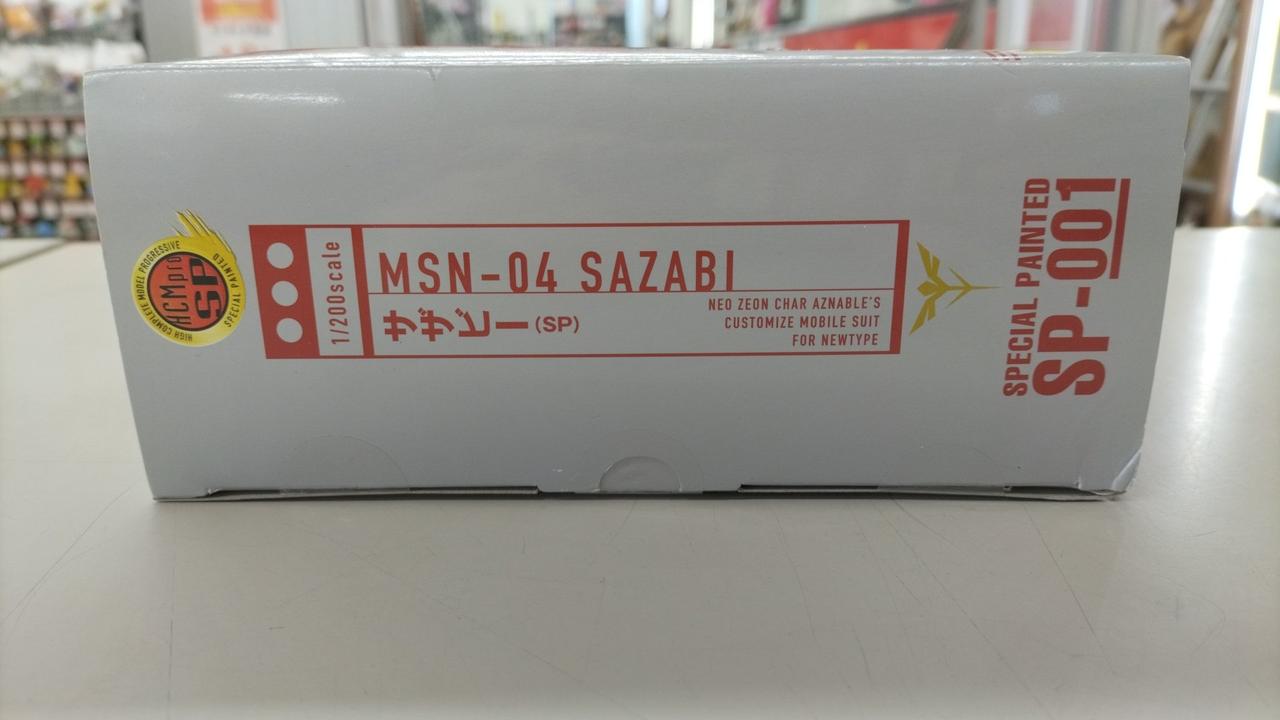 HIGH COMPLETE MODEL PROGRESSIVE
HCMpro
SP
SPECIAL PAINTED
1/200scale
MSN-04 SAZABI
サザビー(SP)
NEO ZEON CHAR AZNABLE'S
CUSTOMIZE MOBILE SUIT
FOR NEWTYPE
SPECIAL PAINTED
SP-001